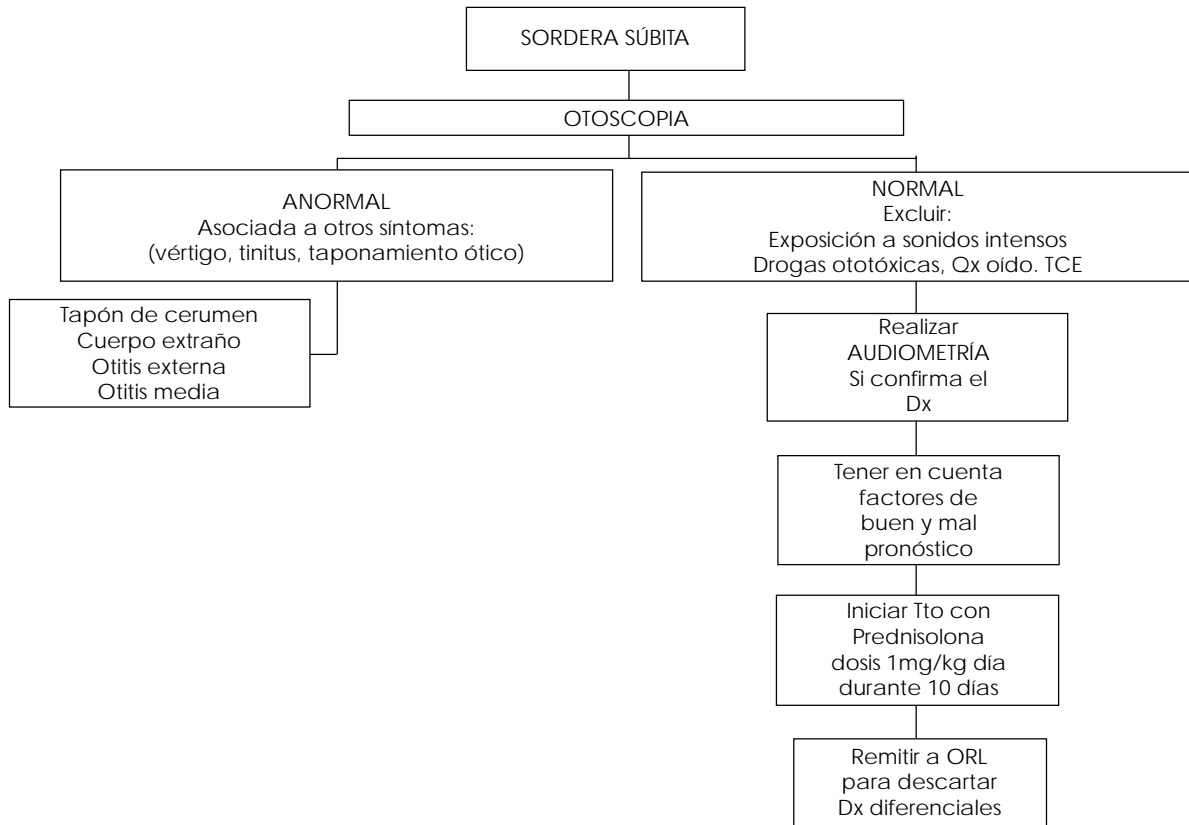 SORDERA SÚBITA
OTOSCOPIA
ANORMAL
Asociada a otros síntomas:
(vértigo, tinitus, taponamiento ótico)
Tapón de cerumen
Cuerpo extraño
Otitis externa
Otitis media
NORMAL
Excluir:
Exposición a sonidos intensos
Drogas ototóxicas, Qx oído. TCE
Realizar
AUDIOMETRÍA
Si confirma el
Dx
Tener en cuenta
factores de
buen y mal
pronóstico
Iniciar Tto con
Prednisolona
dosis 1mg/kg día
durante 10 días
Remitir a ORL
para descartar
Dx diferenciales